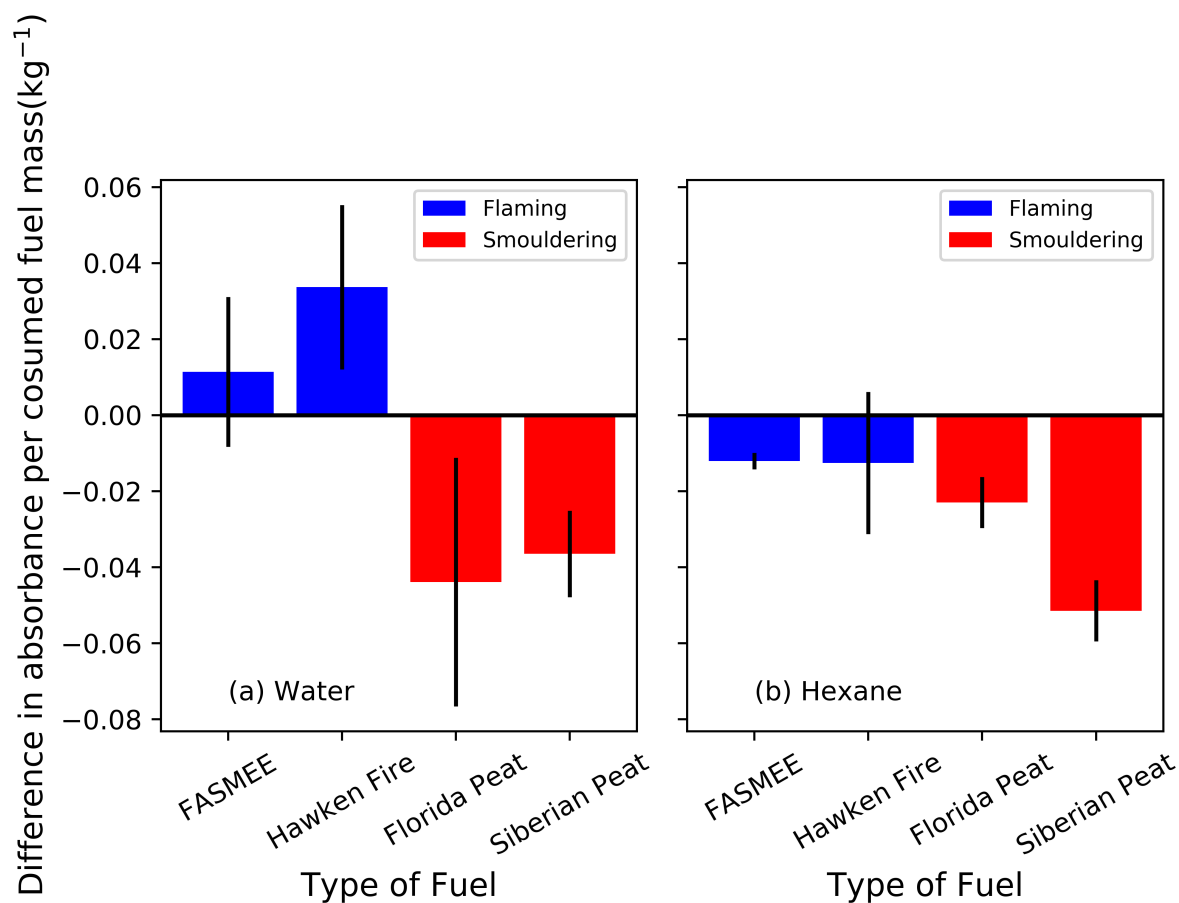 Difference in absorbance per cosumed fuel mass(kg⁻¹)
0.06
0.04
0.02
0.00
−0.02
−0.04
−0.06
−0.08
Flaming
Smouldering
(a) Water
FASMEE
Hawken Fire
Florida Peat
Siberian Peat
Type of Fuel
Flaming
Smouldering
(b) Hexane
FASMEE
Hawken Fire
Florida Peat
Siberian Peat
Type of Fuel